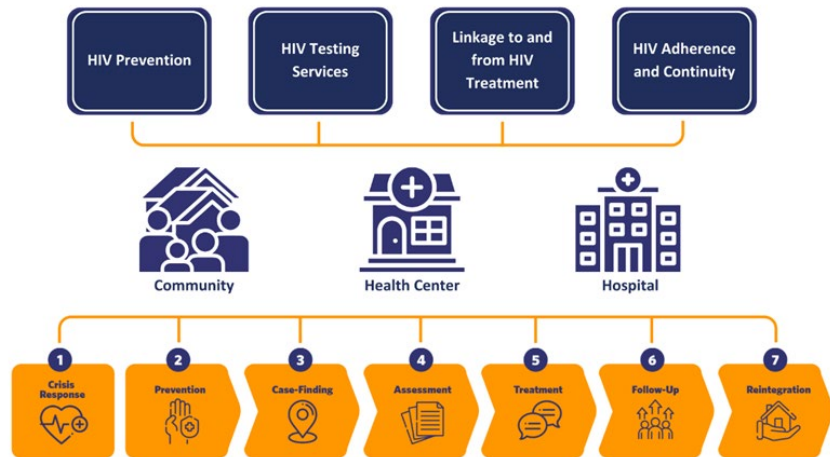 HIV Prevention
HIV Testing
Services
Linkage to and
from HIV
Treatment
HIV Adherence
and Continuity
Community
Health Center
Hospital
1
2
3
4
5
6
7
Crisis
Response
Prevention
Case-Finding
Assessment
Treatment
Follow-Up
Reintegration